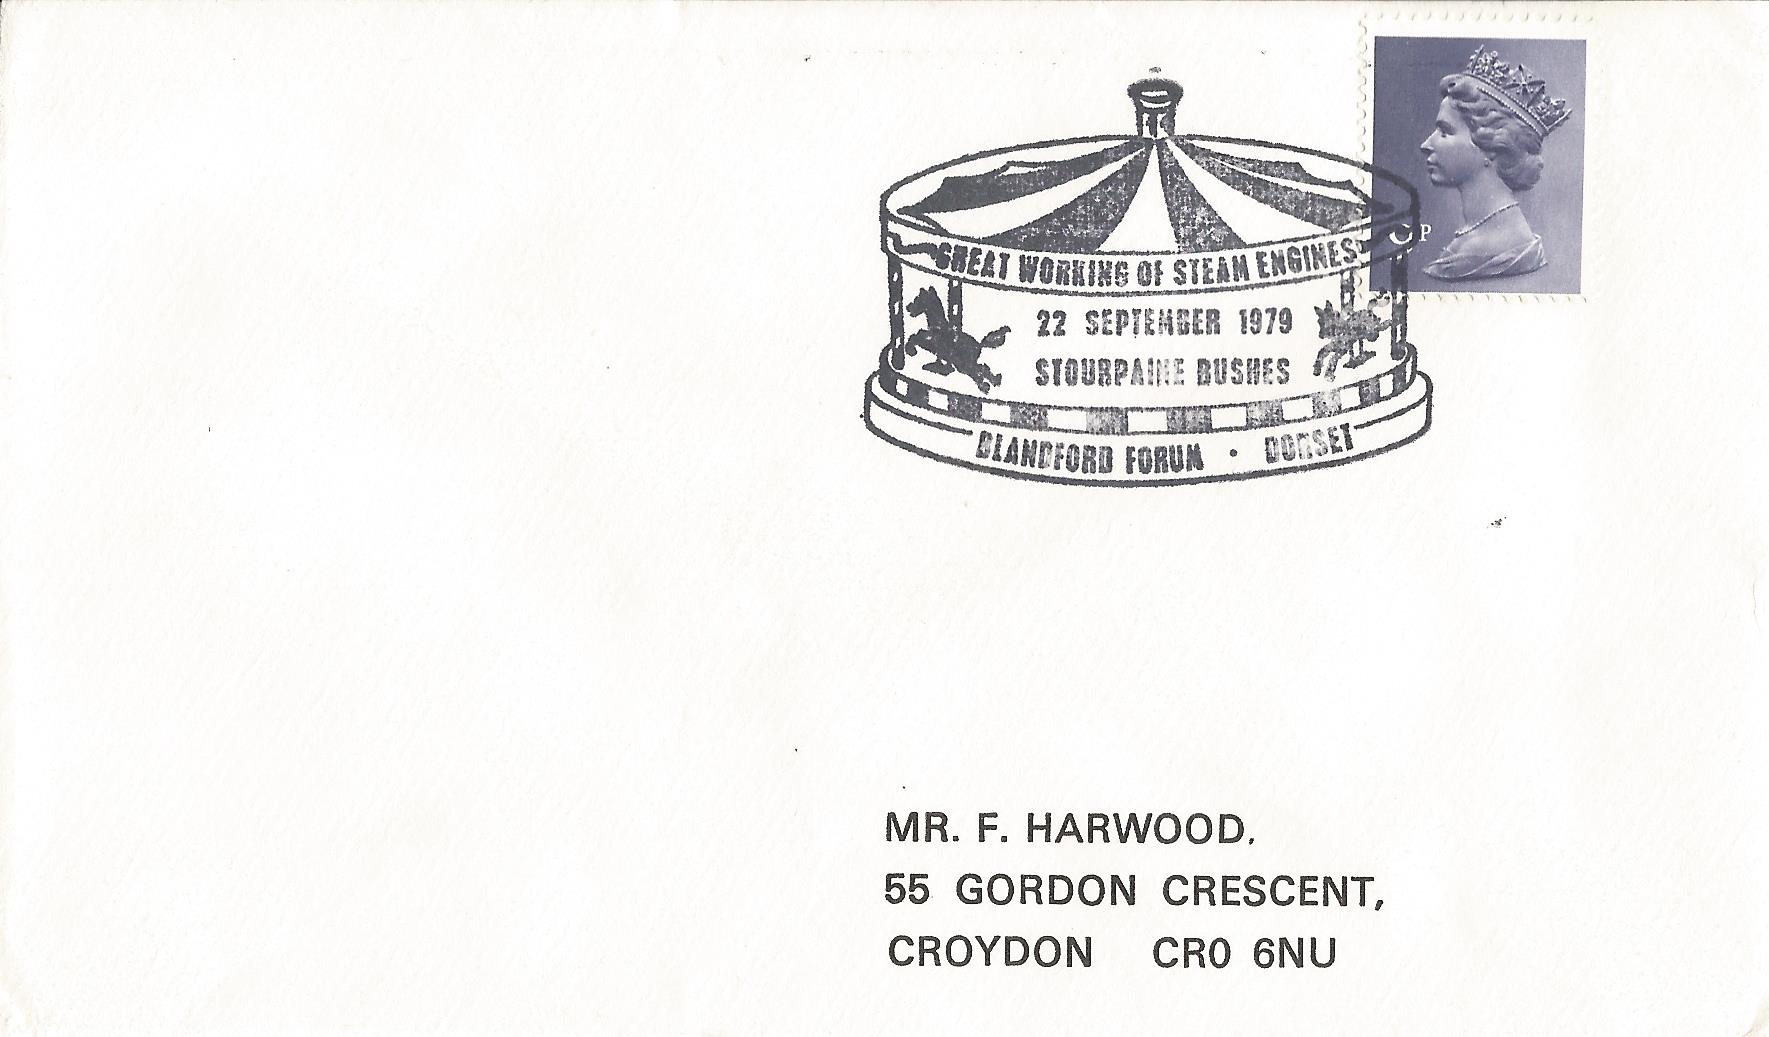 GREAT WORKING OF STEAM ENGINES
22 SEPTEMBER 1979
STOURPAINE BUSHES
BLANDFORD FORUM • DORSET
P
MR. F. HARWOOD.
55 GORDON CRESCENT,
CROYDON CR0 6NU